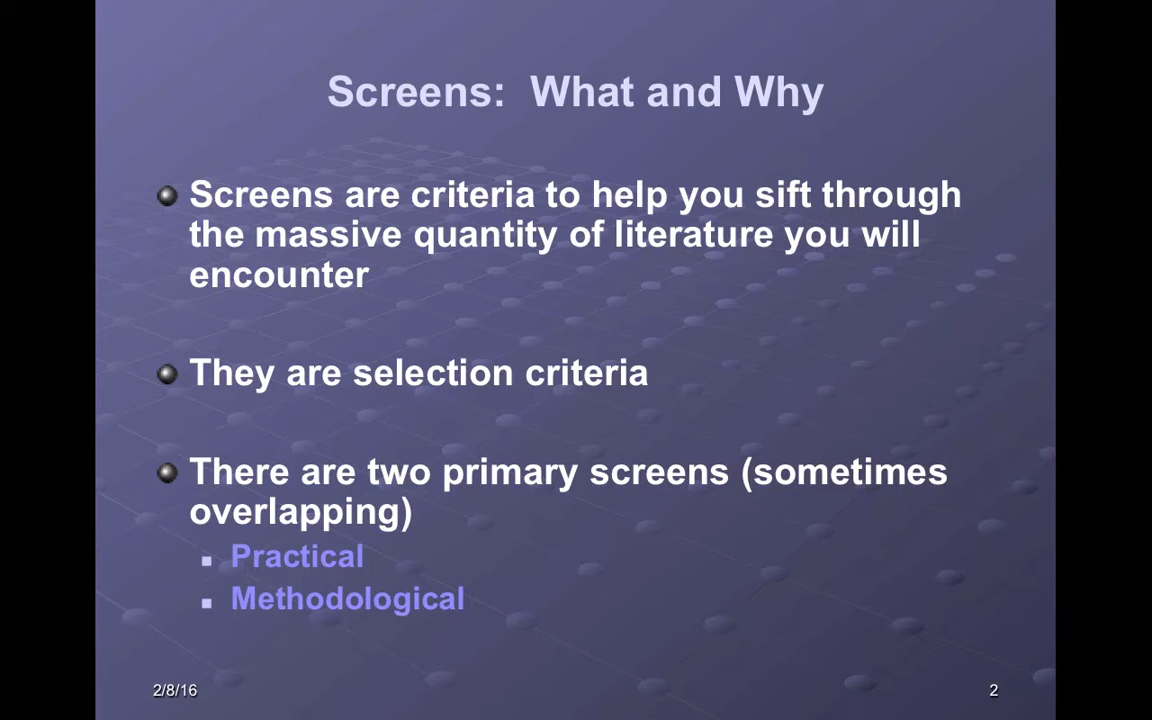 Screens: What and Why
Screens are criteria to help you sift through
the massive quantity of literature you will
encounter
They are selection criteria
There are two primary screens (sometimes
overlapping)
Practical
Methodological
2/8/16
2